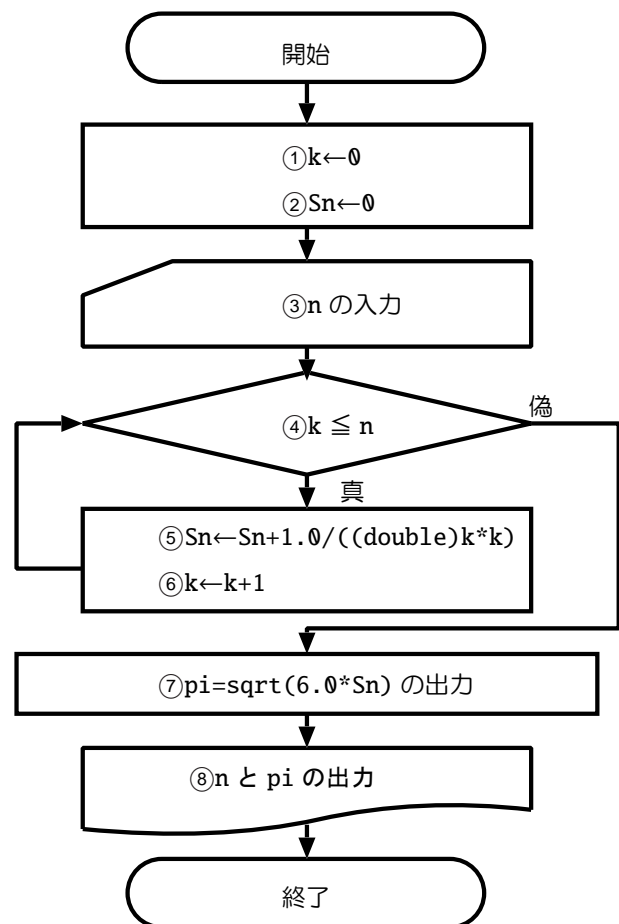 開始
①k←0
②Sn←0
③n の入力
④k ≦ n
偽
真
⑤Sn←Sn+1.0/((double)k*k)
⑥k←k+1
⑦pi=sqrt(6.0*Sn) の出力
⑧n と pi の出力
終了